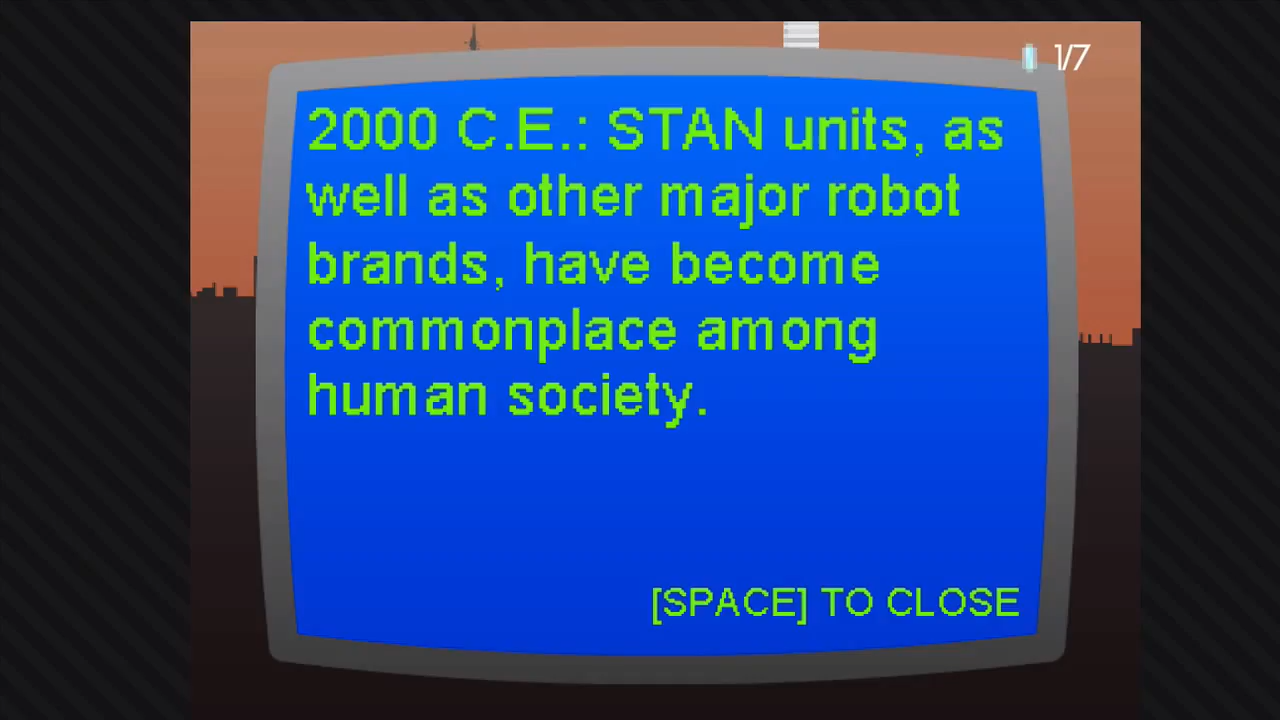 1/7
2000 C.E.: STAN units, as
well as other major robot
brands, have become
commonplace among
human society.
[SPACE] TO CLOSE